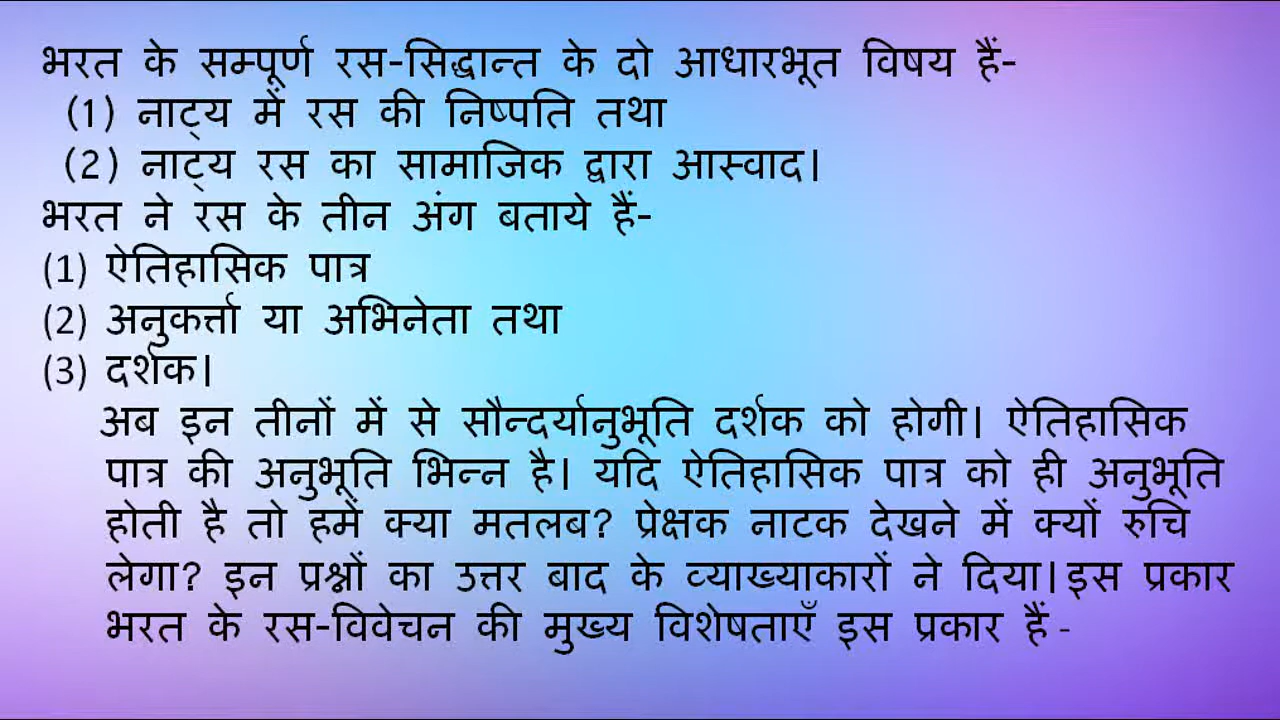 भरत के सम्पूर्ण रस-सिद्धान्त के दो आधारभूत विषय हैं-
(1) नाट्य में रस की निष्पति तथा
(2) नाट्य रस का सामाजिक द्वारा आस्वाद।
भरत ने रस के तीन अंग बताये हैं-
(1) ऐतिहासिक पात्र
(2) अनुकर्त्ता या अभिनेता तथा
(3) दर्शक।
अब इन तीनों में से सौन्दर्यानुभूति दर्शक को होगी। ऐतिहासिक
पात्र की अनुभूति भिन्न है। यदि ऐतिहासिक पात्र को ही अनुभूति
होती है तो हमें क्या मतलब? प्रेक्षक नाटक देखने में क्यों रुचि
लेगा? इन प्रश्नों का उत्तर बाद के व्याख्याकारों ने दिया। इस प्रकार
भरत के रस-विवेचन की मुख्य विशेषताएँ इस प्रकार हैं -